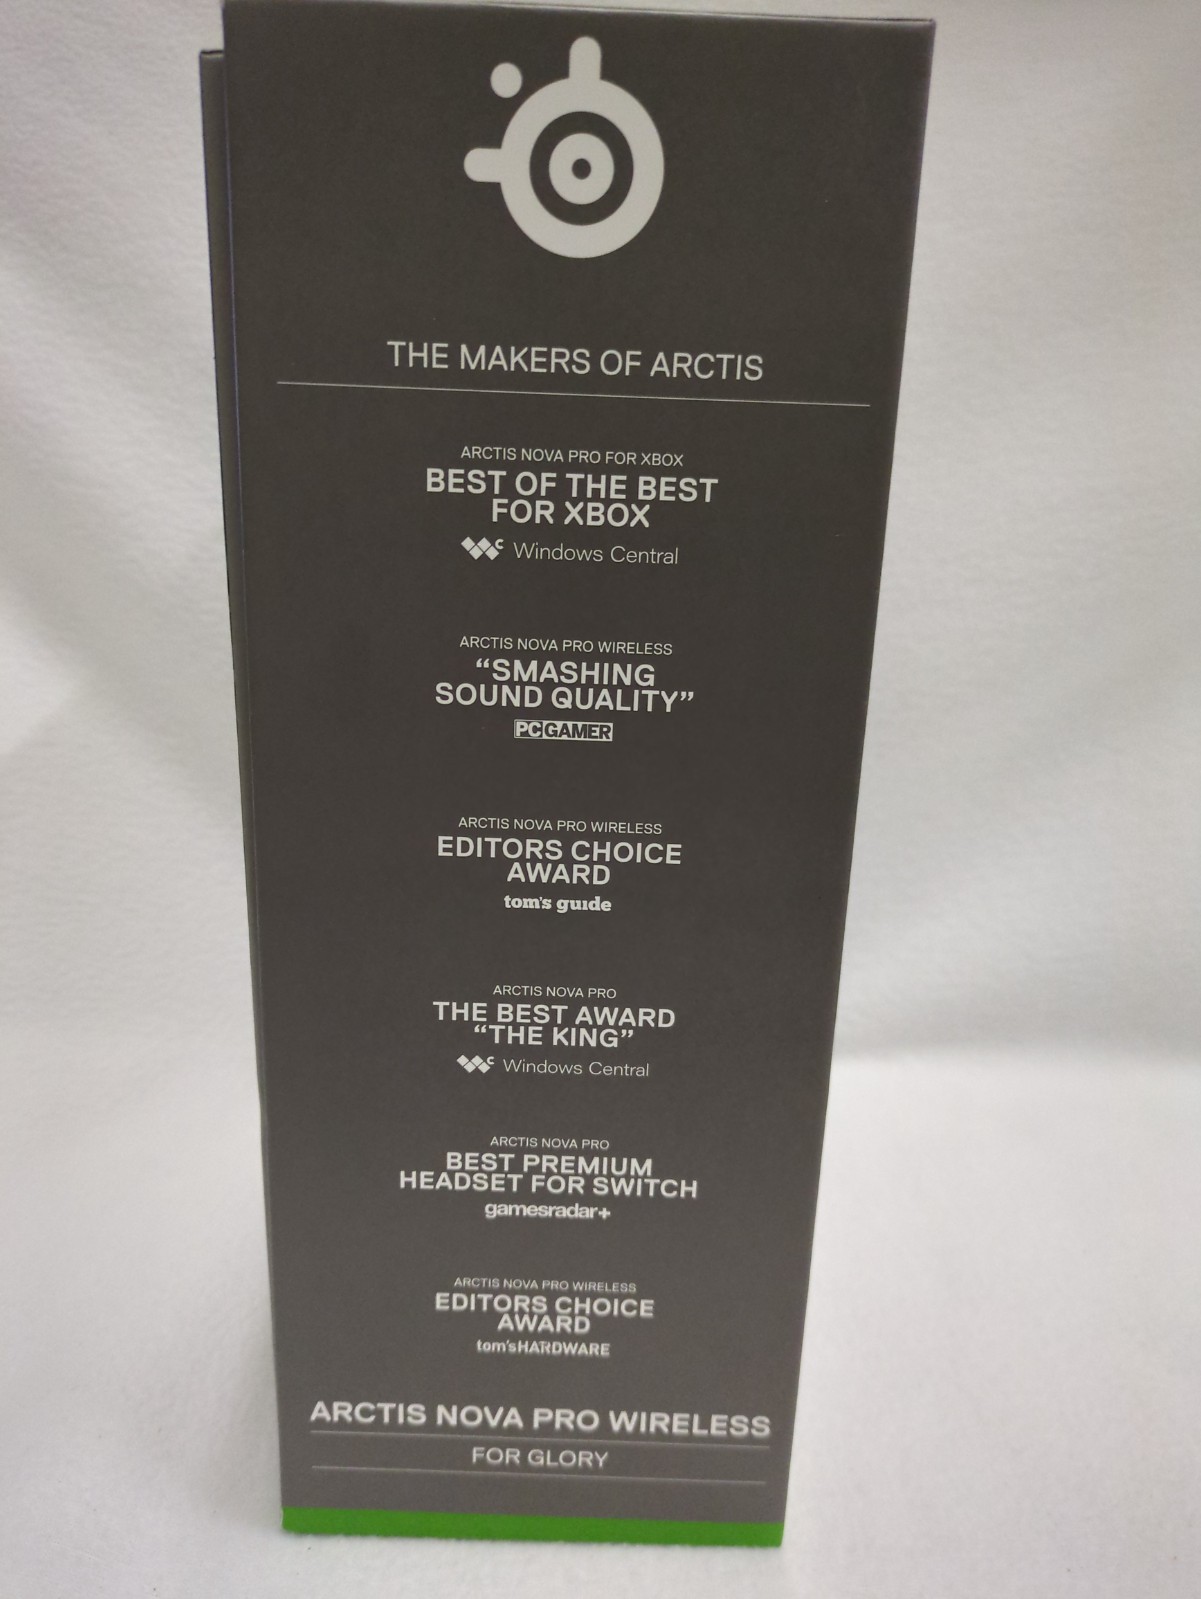 THE MAKERS OF ARCTIS
ARCTIS NOVA PRO FOR XBOX
BEST OF THE BEST
FOR XBOX
Windows Central
ARCTIS NOVA PRO WIRELESS
“SMASHING
SOUND QUALITY”
PCGAMER
ARCTIS NOVA PRO WIRELESS
EDITORS CHOICE
AWARD
tom's guide
ARCTIS NOVA PRO
THE BEST AWARD
“THE KING”
Windows Central
ARCTIS NOVA PRO
BEST PREMIUM
HEADSET FOR SWITCH
gamesradar+
ARCTIS NOVA PRO WIRELESS
EDITORS CHOICE
AWARD
tom'sHARDWARE
ARCTIS NOVA PRO WIRELESS
FOR GLORY